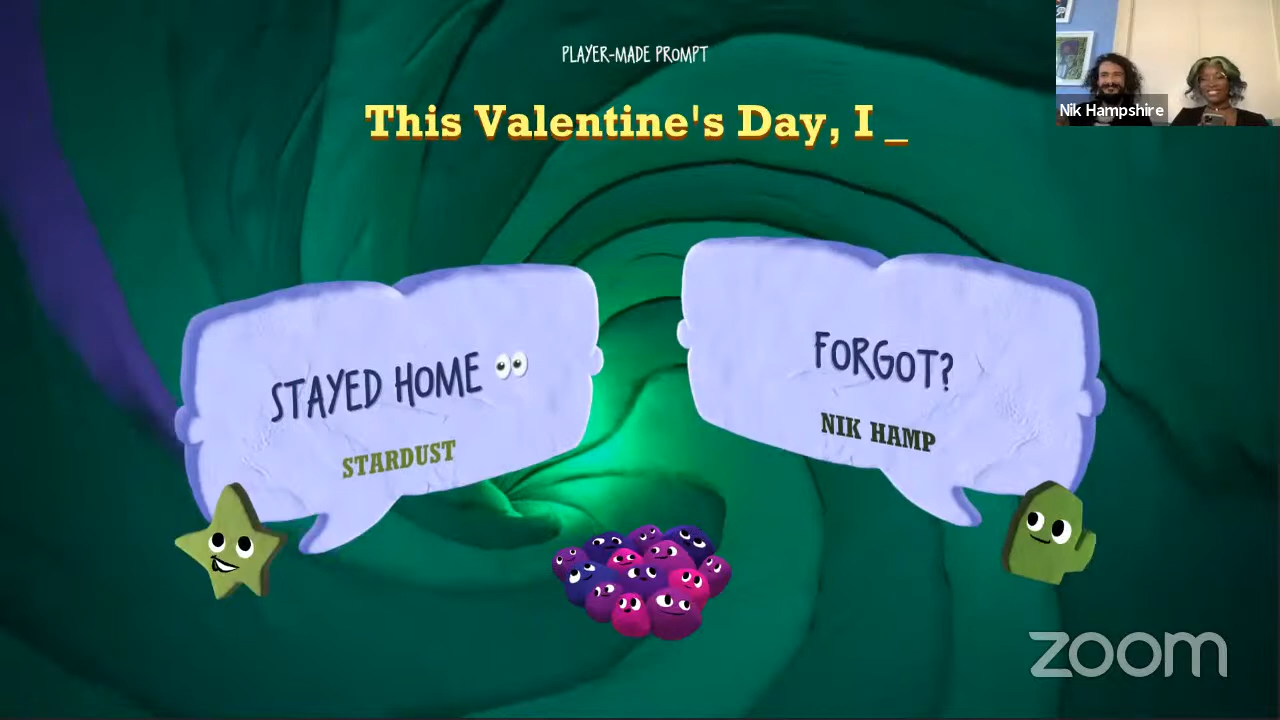 PLAYER-MADE PROMPT
This Valentine's Day, I _
Nik Hampshire
STAYED HOME 👀
STARDUST
FORGOT?
NIK HAMP
zoom